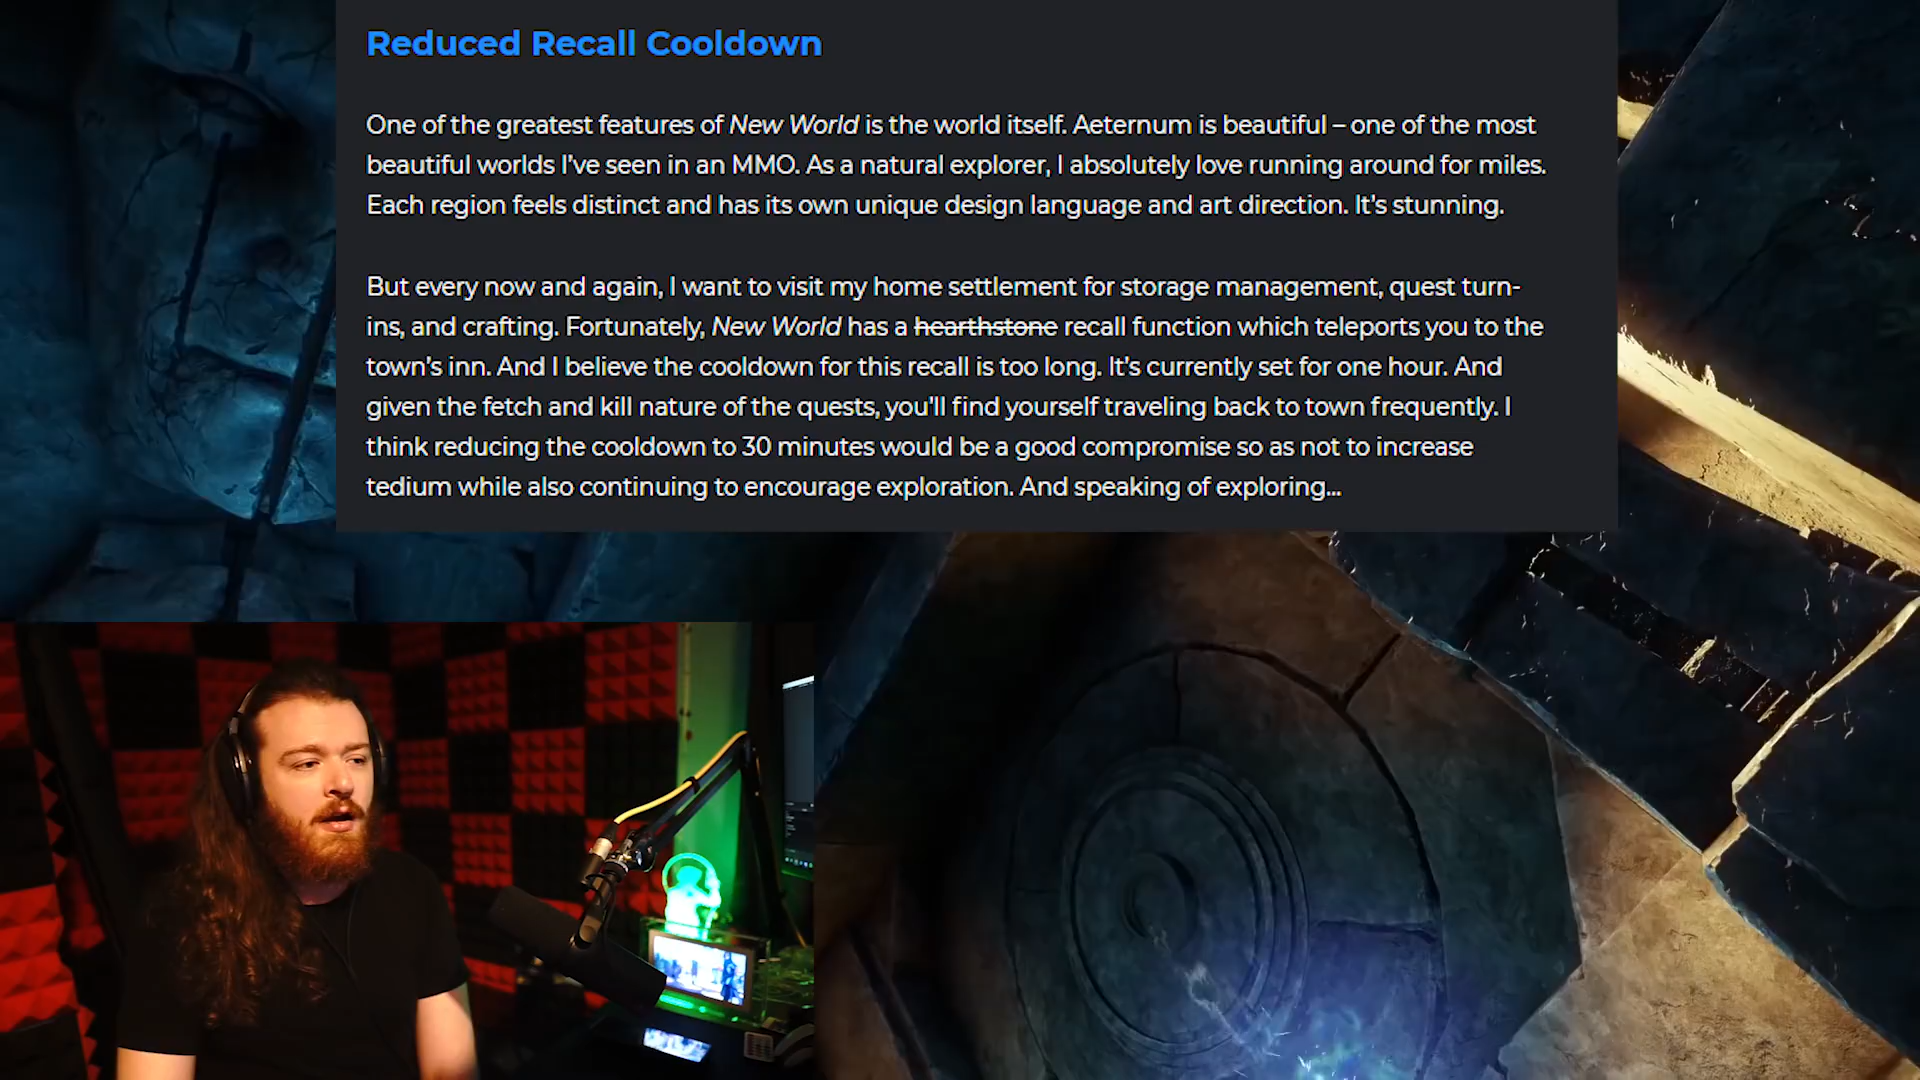 Reduced Recall Cooldown
One of the greatest features of New World is the world itself. Aeternum is beautiful – one of the most
beautiful worlds I've seen in an MMO. As a natural explorer, I absolutely love running around for miles.
Each region feels distinct and has its own unique design language and art direction. It's stunning.
But every now and again, I want to visit my home settlement for storage management, quest turn-
ins, and crafting. Fortunately, New World has a hearthstone recall function which teleports you to the
town's inn. And I believe the cooldown for this recall is too long. It's currently set for one hour. And
given the fetch and kill nature of the quests, you'll find yourself traveling back to town frequently. I
think reducing the cooldown to 30 minutes would be a good compromise so as not to increase
tedium while also continuing to encourage exploration. And speaking of exploring...